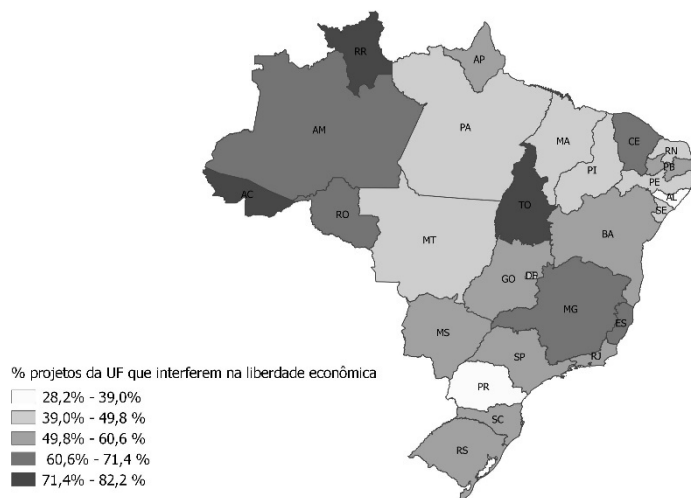 RR
AP
AM
PA
MA
CE
RN
PB
PI
PE
AL
SE
AC
TO
RO
BA
MT
GO
DF
MG
ES
MS
SP
RJ
PR
SC
RS
% projetos da UF que interferem na liberdade econômica
28,2% - 39,0%
39,0% - 49,8 %
49,8% - 60,6 %
60,6% - 71,4 %
71,4% - 82,2 %